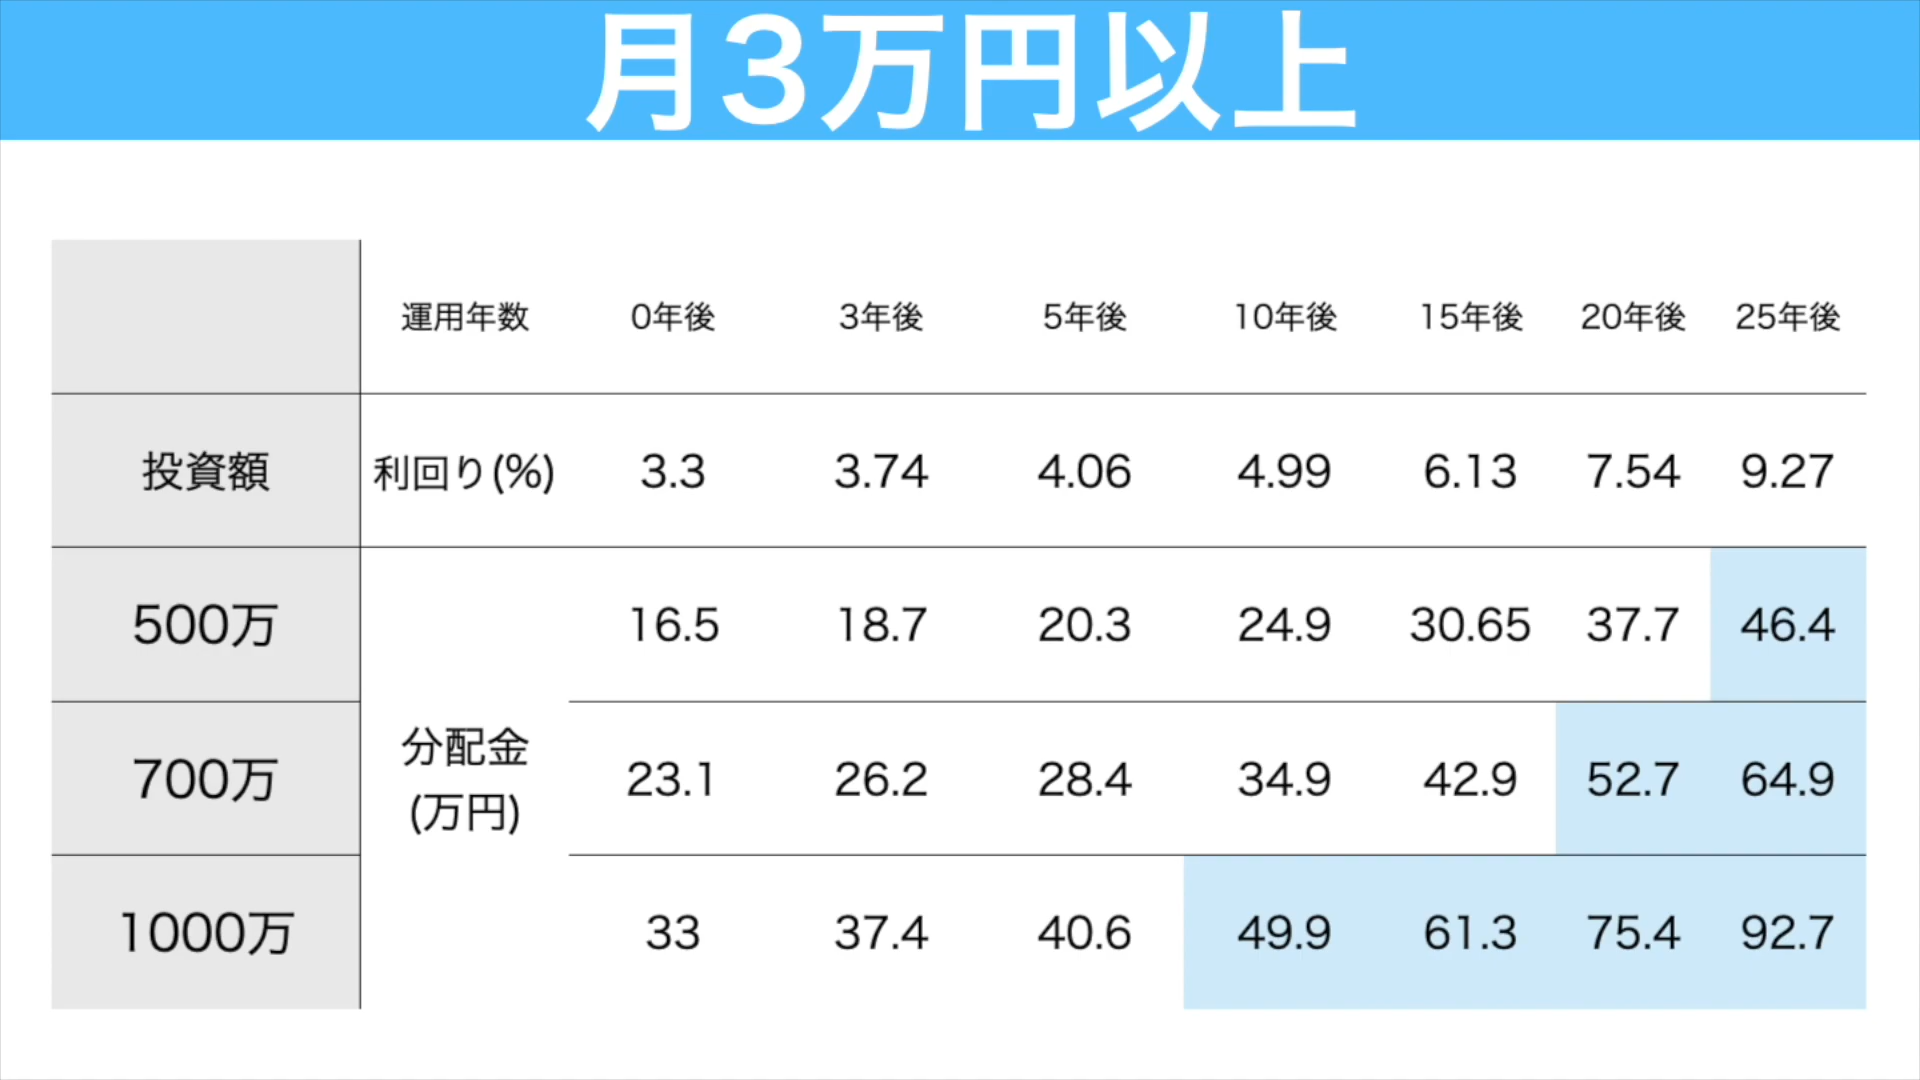 月3万円以上
運用年数 0年後 3年後 5年後 10年後 15年後 20年後 25年後
投資額 利回り(%) 3.3 3.74 4.06 4.99 6.13 7.54 9.27
500万 16.5 18.7 20.3 24.9 30.65 37.7 46.4
分配金
(万円)
700万 23.1 26.2 28.4 34.9 42.9 52.7 64.9
1000万 33 37.4 40.6 49.9 61.3 75.4 92.7